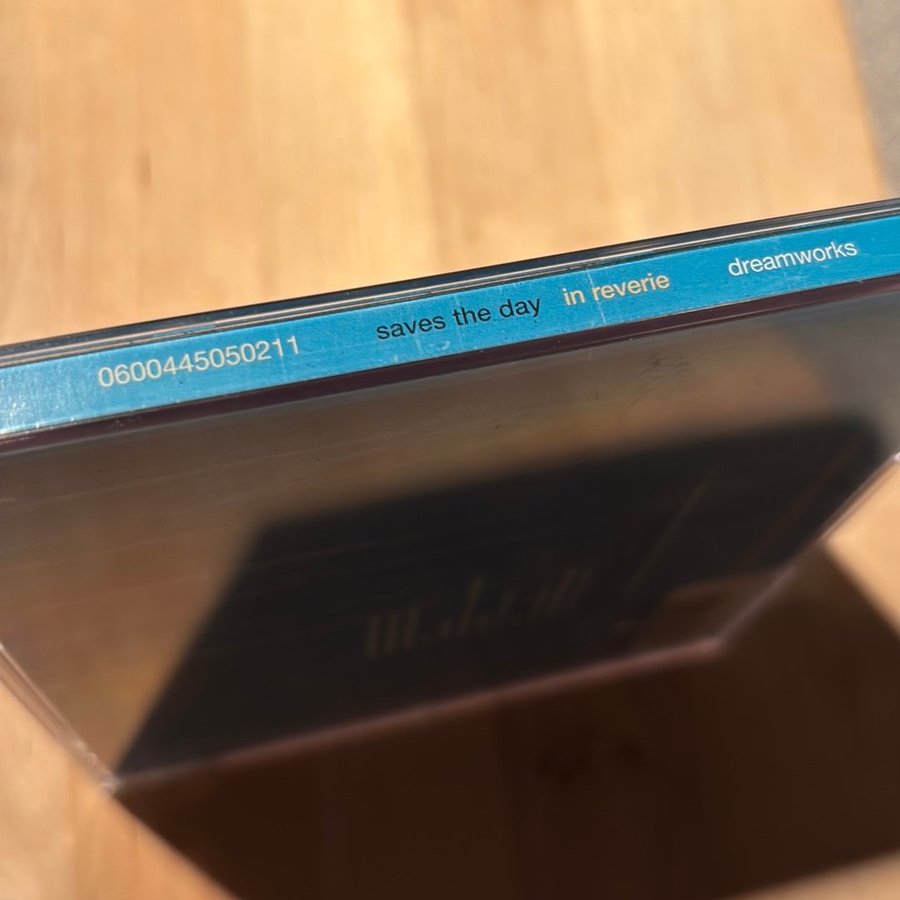 0600445050211 saves the day in reverie dreamworks